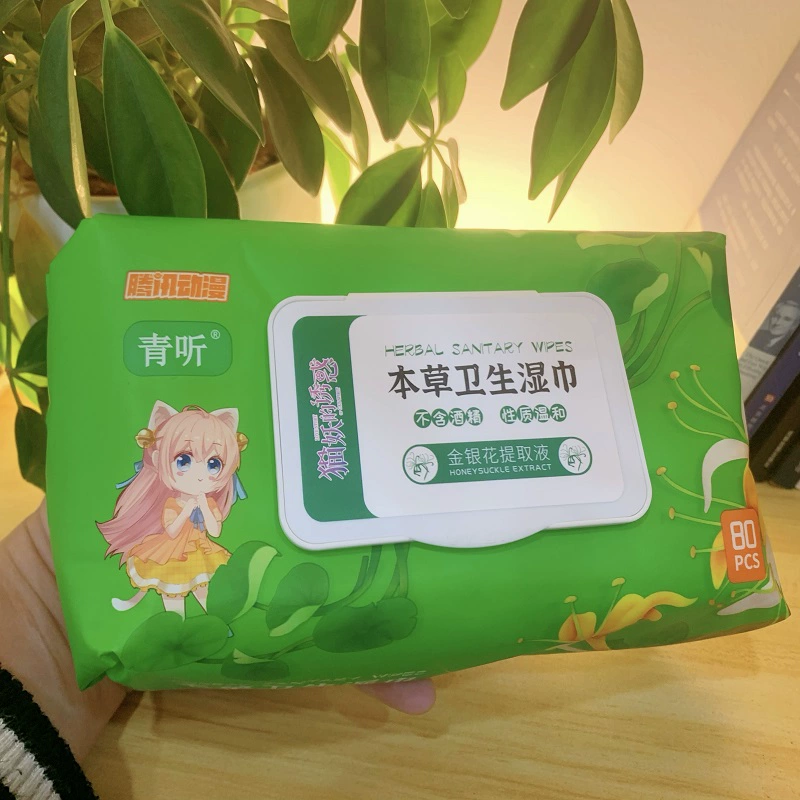 腾讯动漫
青听®
猫妖的诱惑
HERBAL SANITARY WIPES
本草卫生湿巾
不含酒精 性质温和
金银花提取液
HONEYSUCKLE EXTRACT
80
PCS